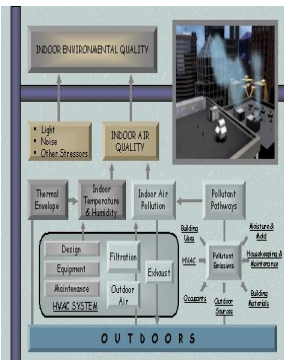 INDOOR ENVIRONMENTAL QUALITY
• Light
• Noise
• Other Stressors
INDOOR AIR
QUALITY
Thermal
Envelope
Indoor
Temperature
& Humidity
Indoor Air
Pollution
Pollutant
Pathways
Design
Equipment
Maintenance
HVAC SYSTEM
Filtration
Outdoor
Air
Exhaust
Building
Uses
Moisture &
Mold
HVAC
Pollutant
Emissions
Housekeeping &
Maintenance
Occupants
Outdoor
Sources
Building
Materials
OUTDOORS